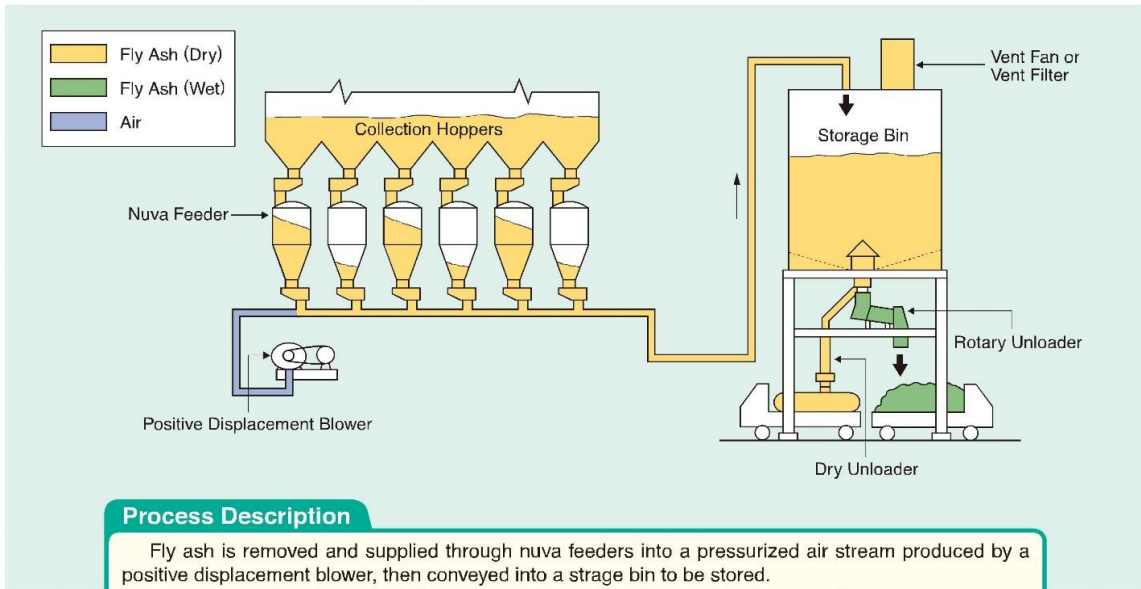 Fly Ash (Dry)
Fly Ash (Wet)
Air
Vent Fan or
Vent Filter
Collection Hoppers
Storage Bin
Nuva Feeder
Rotary Unloader
Positive Displacement Blower
Dry Unloader
Process Description
Fly ash is removed and supplied through nuva feeders into a pressurized air stream produced by a
positive displacement blower, then conveyed into a strage bin to be stored.